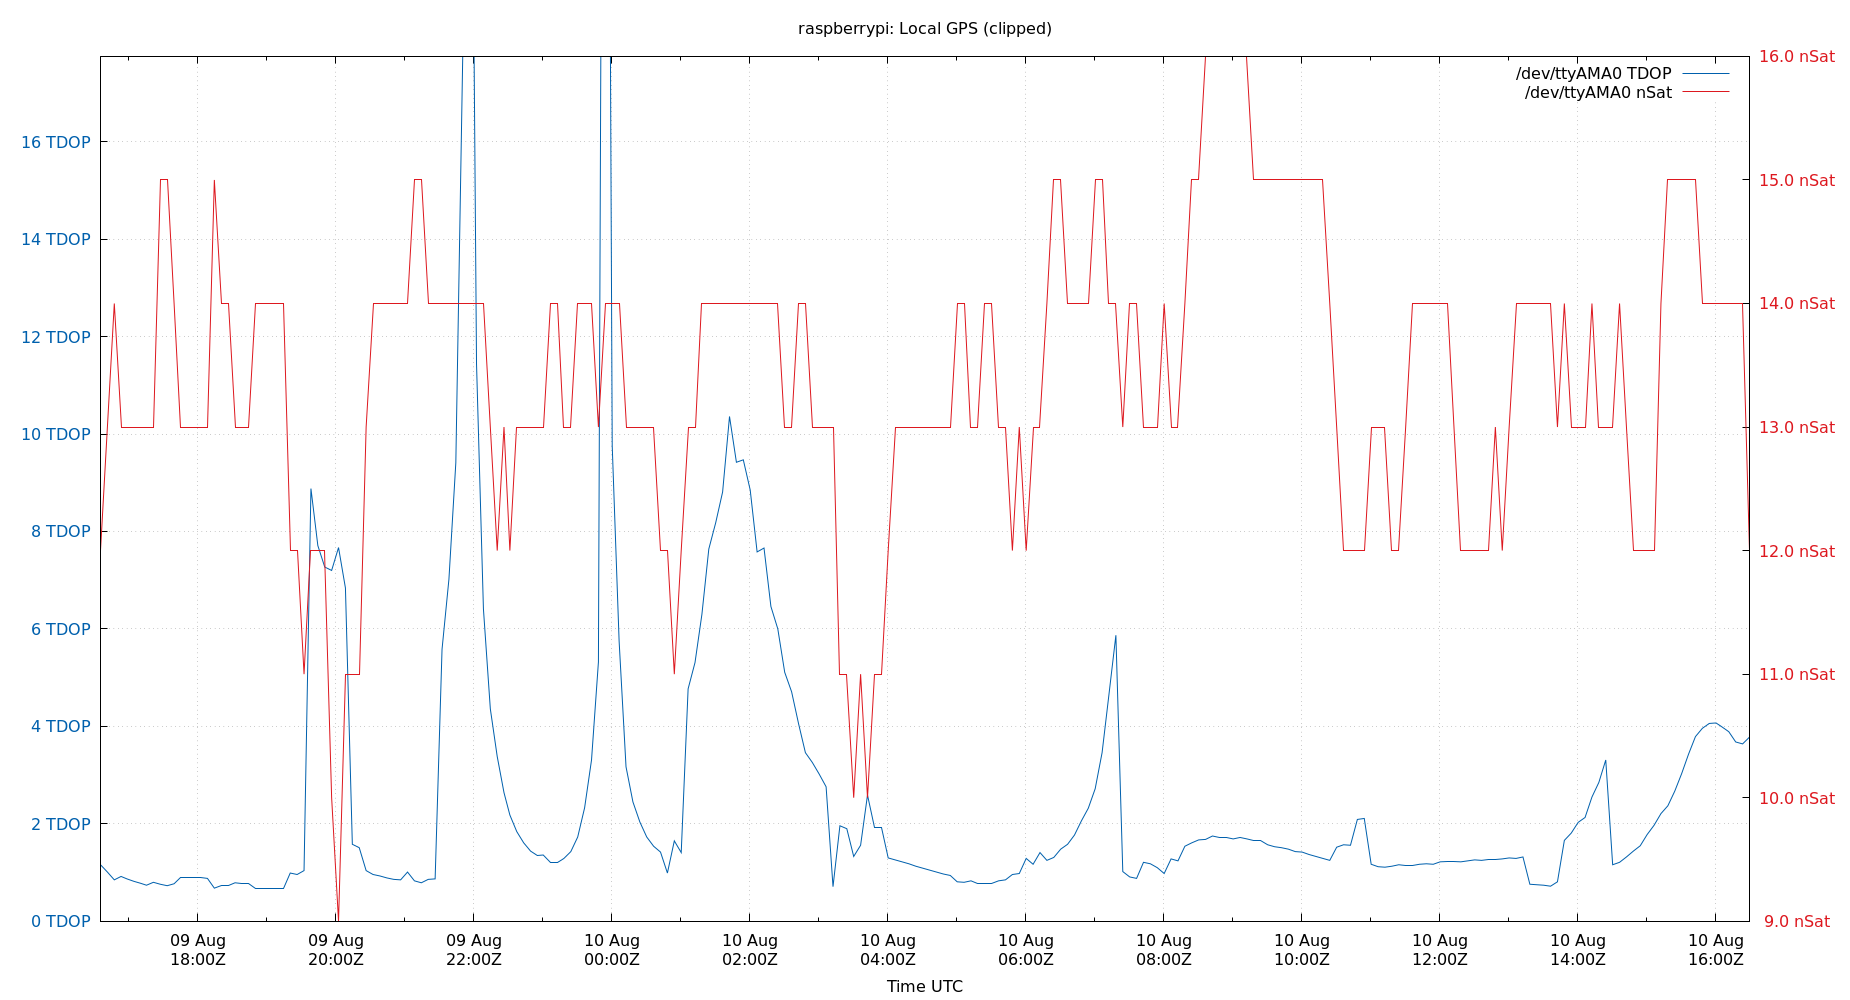 raspberrypi: Local GPS (clipped)
16.0 nSat
/dev/ttyAMA0 TDOP
/dev/ttyAMA0 nSat
16 TDOP
15.0 nSat
14 TDOP
14.0 nSat
12 TDOP
13.0 nSat
10 TDOP
8 TDOP
12.0 nSat
6 TDOP
11.0 nSat
4 TDOP
10.0 nSat
2 TDOP
0 TDOP
9.0 nSat
09 Aug 09 Aug 09 Aug 10 Aug 10 Aug 10 Aug 10 Aug 10 Aug 10 Aug 10 Aug 10 Aug 10 Aug
18:00Z 20:00Z 22:00Z 00:00Z 02:00Z 04:00Z 06:00Z 08:00Z 10:00Z 12:00Z 14:00Z 16:00Z
Time UTC